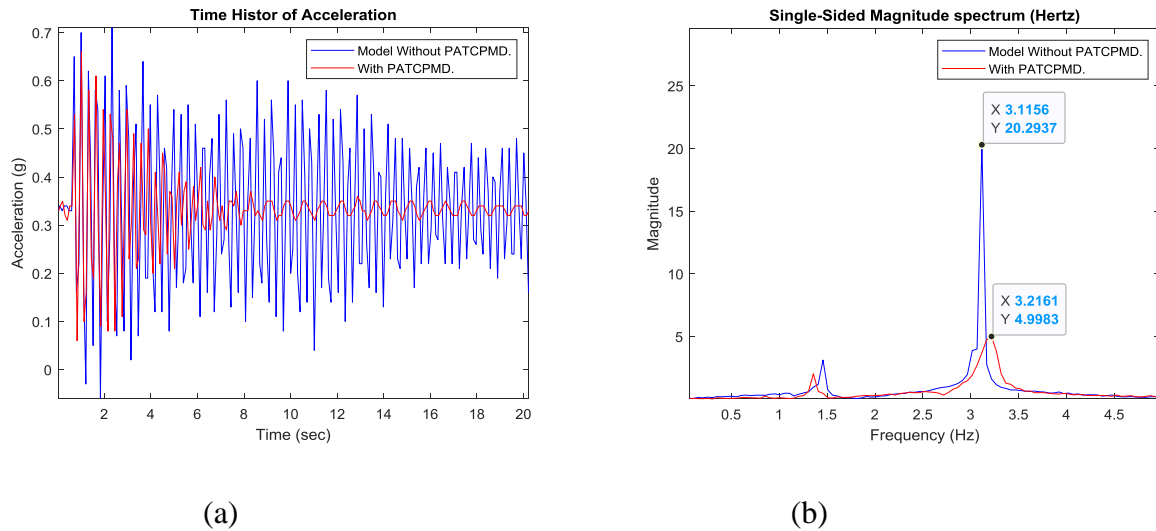 Time Histor of Acceleration
0.7
0.6
0.5
0.4
0.3
0.2
0.1
0
Acceleration (g)
Model Without PATCPMD.
With PATCPMD.
2 4 6 8 10 12 14 16 18 20
Time (sec)
(a)
Single-Sided Magnitude spectrum (Hertz)
25
20
15
10
5
Magnitude
Model Without PATCPMD.
With PATCPMD.
X 3.1156
Y 20.2937
X 3.2161
Y 4.9983
0.5 1 1.5 2 2.5 3 3.5 4 4.5
Frequency (Hz)
(b)